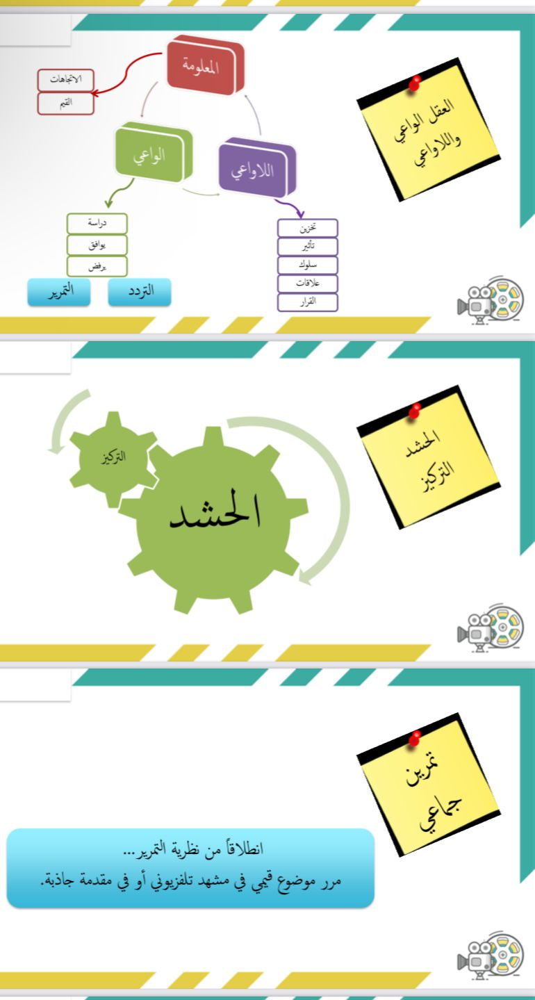 العقل الواعي
واللاواعي
المعلومة
الاتجاهات
القيم
الواعي
اللاواعي
دراسة
يوافق
يرفض
تخزين
تأثير
سلوك
علاقات
القرار
التردد
التمرير
الحشد
التركيز
التركيز
الحشد
تمرين
جماعي
انطلاقاً من نظرية التمرير...
مرر موضوع قيمي في مشهد تلفزيوني أو في مقدمة جاذبة.